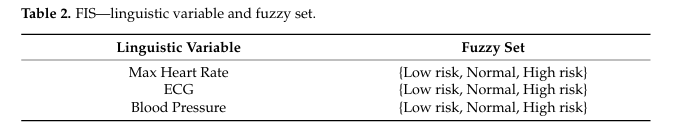 Table 2. FIS—linguistic variable and fuzzy set.
Linguistic Variable Fuzzy Set
Max Heart Rate {Low risk, Normal, High risk}
ECG {Low risk, Normal, High risk}
Blood Pressure {Low risk, Normal, High risk}